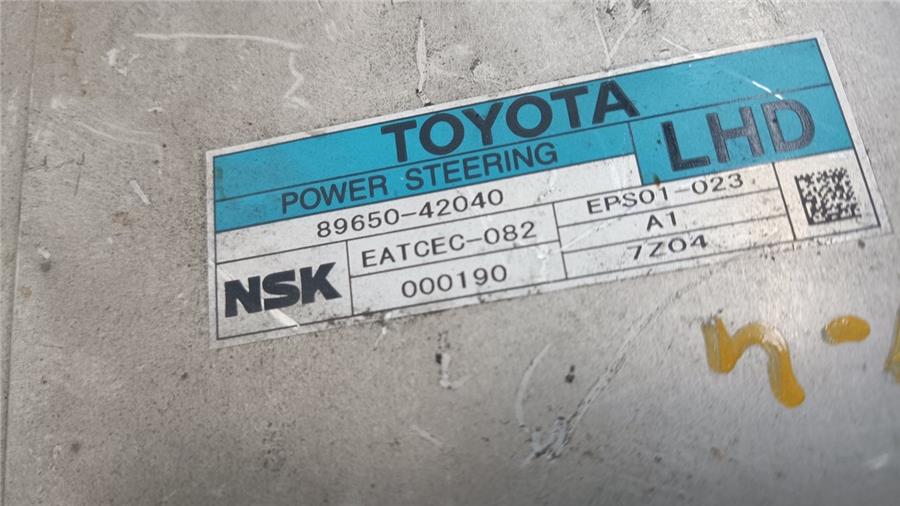 TOYOTA
POWER STEERING
LHD
89650-42040
EPS01-023
NSK
EATCEC-082
A1
000190
7Z04